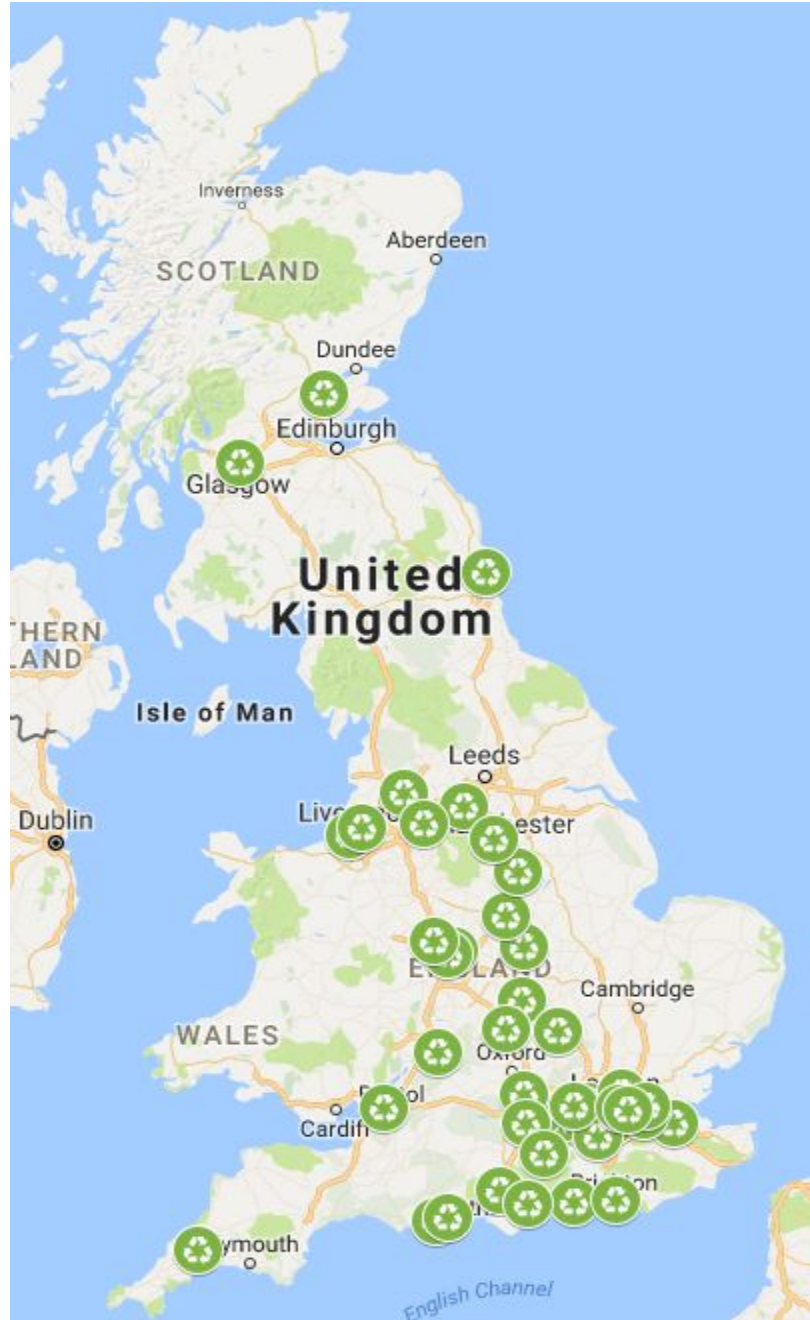 Inverness
Aberdeen
SCOTLAND
Dundee
Edinburgh
Glasgow
United
Kingdom
THERN
LAND
Isle of Man
Leeds
Dublin
Cambridge
WALES
Oxford
Cardiff
English Channel